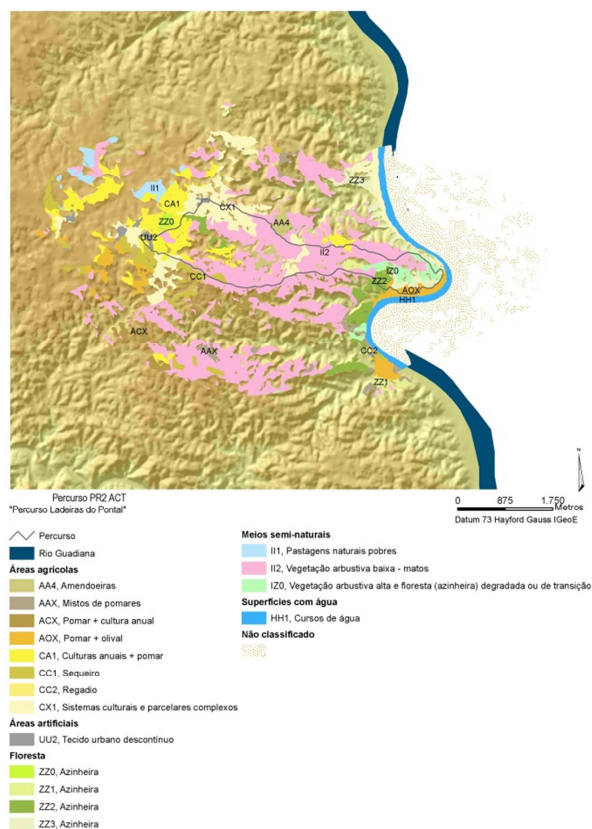 ZZ3
II1
CA1
CX1
ZZ0
AA4
UU2
II2
IZ0
CC1
ZZ2
AOX
HH1
ACX
AAX
CC2
ZZ1
N
Percurso PR2 ACT
"Percurso Ladeiras do Pontal"
0 875 1.750
Metros
Datum 73 Hayford Gauss IGeoE
Percurso
Rio Guadiana
Áreas agrícolas
AA4, Amendoeiras
AAX, Mistos de pomares
ACX, Pomar + cultura anual
AOX, Pomar + olival
CA1, Culturas anuais + pomar
CC1, Sequeiro
CC2, Regadio
CX1, Sistemas culturais e parcelares complexos
Áreas artificiais
UU2, Tecido urbano descontínuo
Floresta
ZZ0, Azinheira
ZZ1, Azinheira
ZZ2, Azinheira
ZZ3, Azinheira
Meios semi-naturais
II1, Pastagens naturais pobres
II2, Vegetação arbustiva baixa - matos
IZ0, Vegetação arbustiva alta e floresta (azinheira) degradada ou de transição
Superfícies com água
HH1, Cursos de água
Não classificado